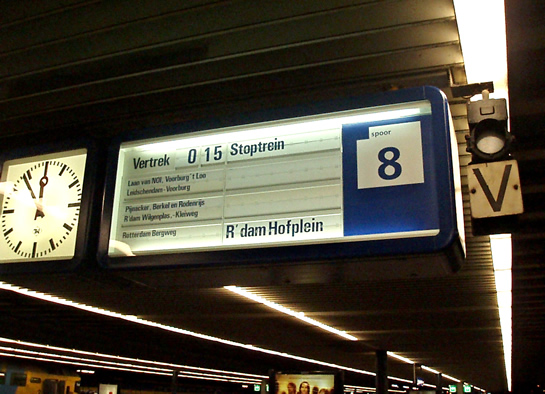 Vertrek 0 15 Stoptrein
spoor
8
Laan van NOI, Voorburg 't Loo
Leidschendam-Voorburg
Pijnacker, Berkel en Rodenrijs
R'dam Wilgenplas, -Kleiweg
Rotterdam Bergweg
R'dam Hofplein
V